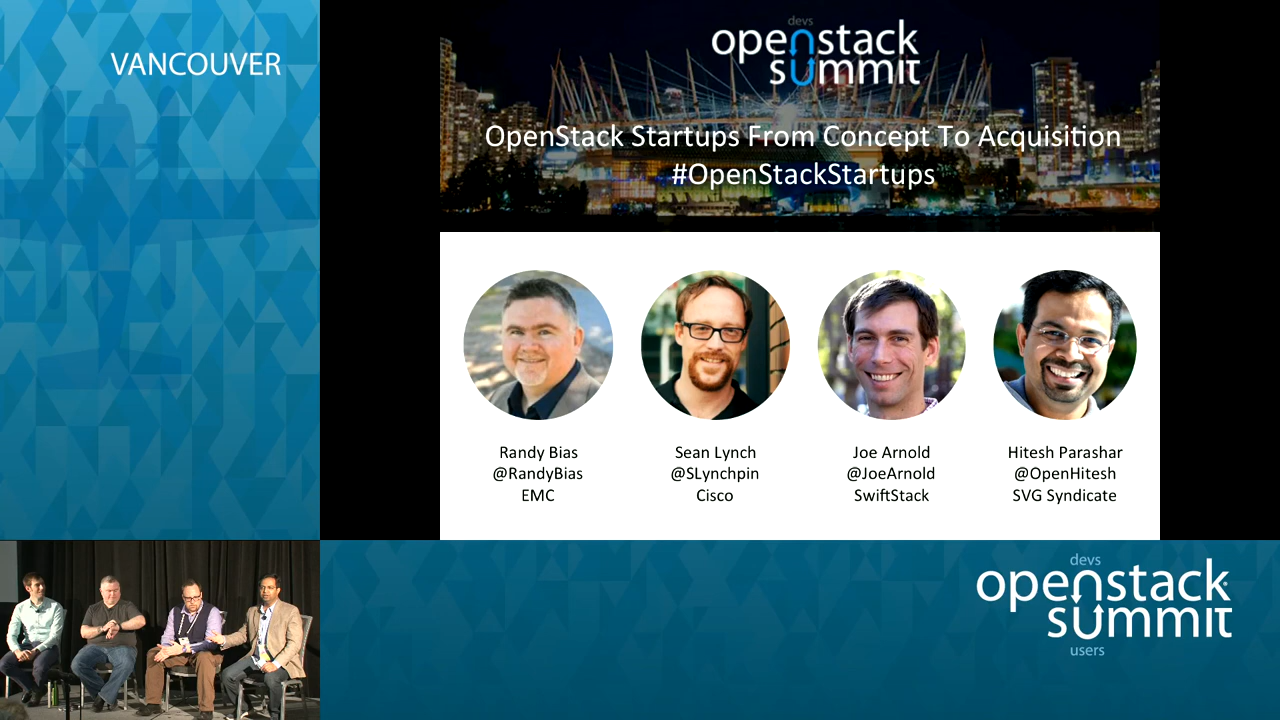 VANCOUVER
devs
openstack
summit
OpenStack Startups From Concept To Acquisition
#OpenStackStartups
Randy Bias
@RandyBias
EMC
Sean Lynch
@SLynchpin
Cisco
Joe Arnold
@JoeArnold
SwiftStack
Hitesh Parashar
@OpenHitesh
SVG Syndicate
devs
openstack
summit
users